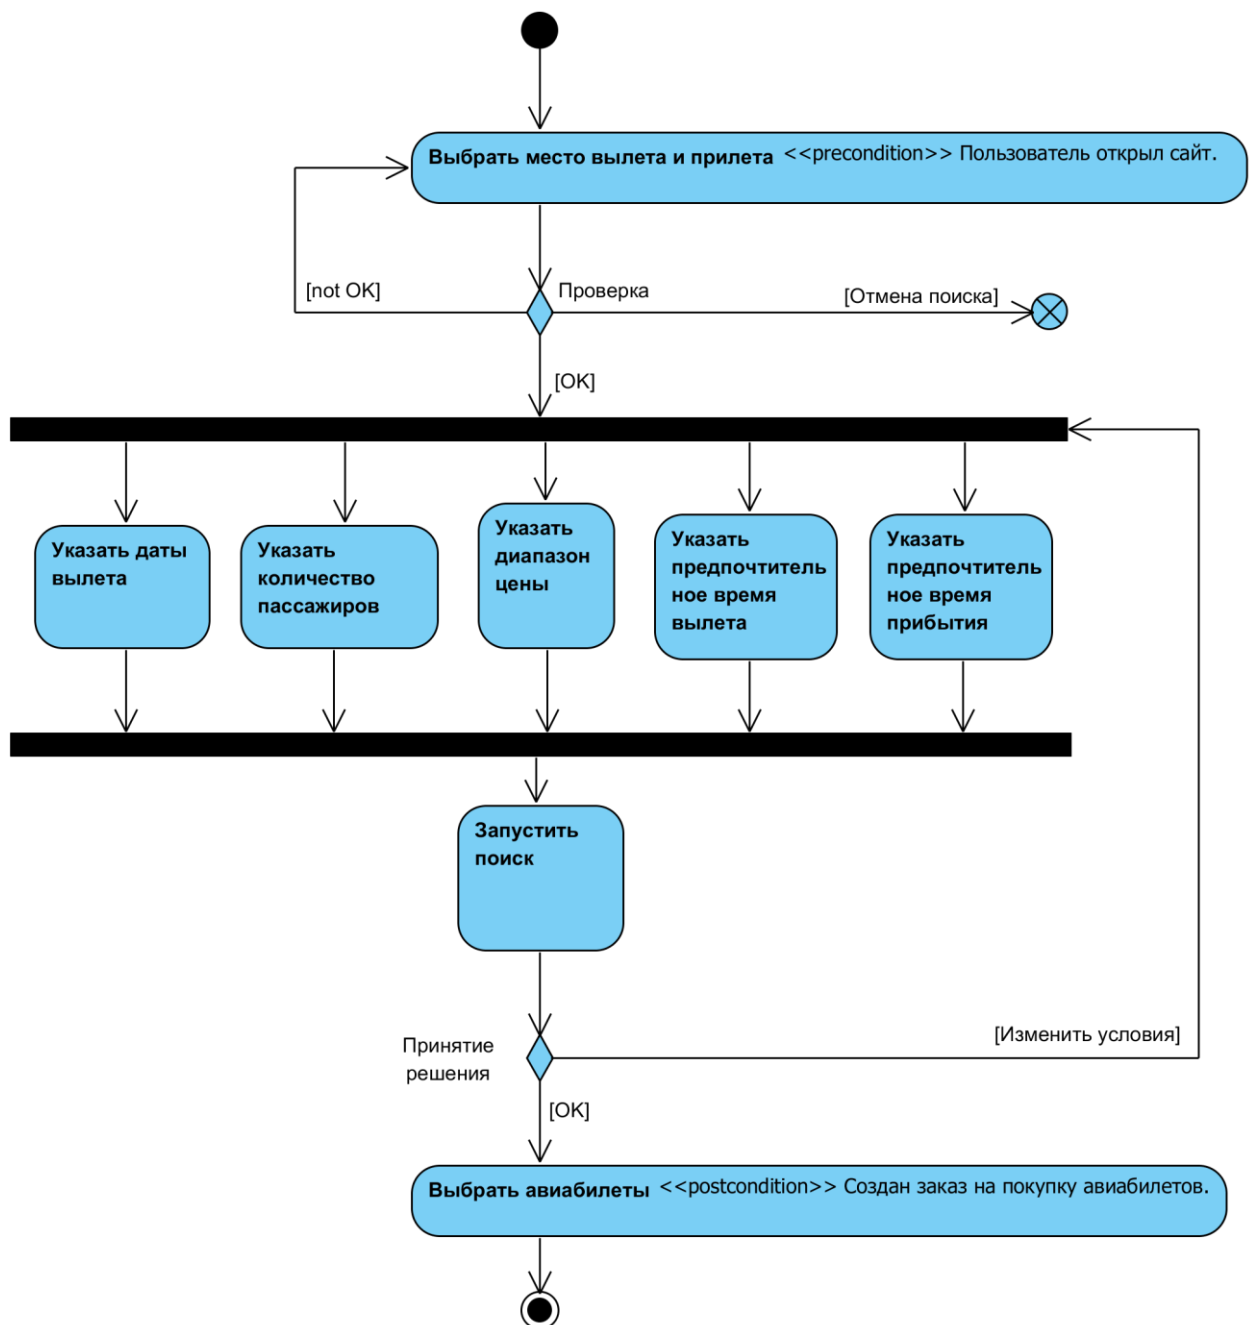 Выбрать место вылета и прилета <<precondition>> Пользователь открыл сайт.
[not OK]
Проверка
[Отмена поиска]
[OK]
Указать даты
вылета
Указать
количество
пассажиров
Указать
диапазон
цены
Указать
предпочтитель
ное время
вылета
Указать
предпочтитель
ное время
прибытия
Запустить
поиск
Принятие
решения
[Изменить условия]
[OK]
Выбрать авиабилеты <<postcondition>> Создан заказ на покупку авиабилетов.